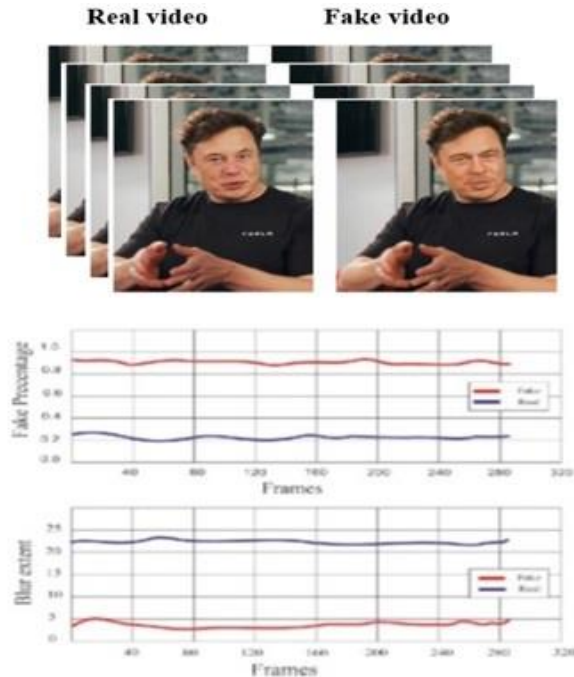 Real video Fake video
TESLA
TESLA
Fake Precentage
1.0
0.8
0.6
0.4
0.2
0.0
Fake
Real
40 80 120 160 200 240 280 320
Frames
Blur extent
25
20
15
10
5
0
Fake
Real
40 80 120 160 200 240 280 320
Frames